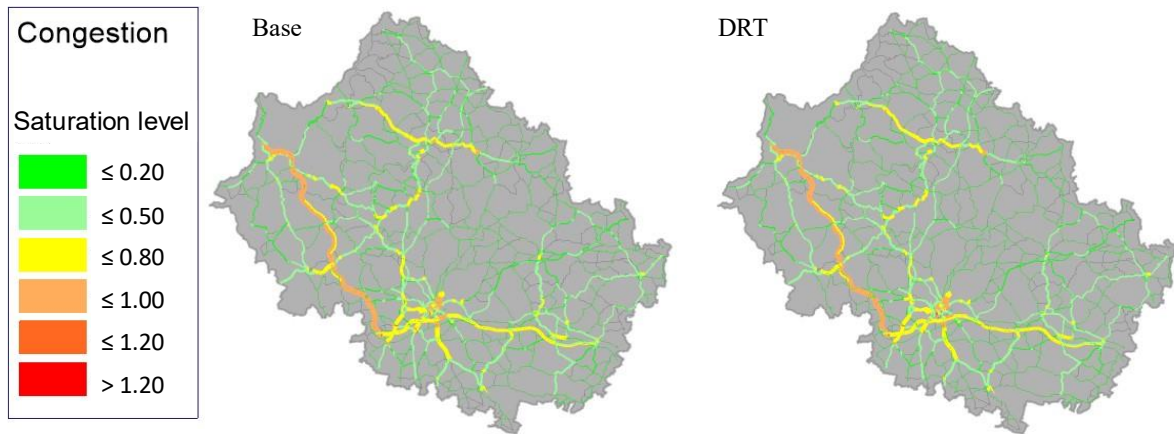 Congestion
Saturation level
≤ 0.20
≤ 0.50
≤ 0.80
≤ 1.00
≤ 1.20
> 1.20
Base
DRT